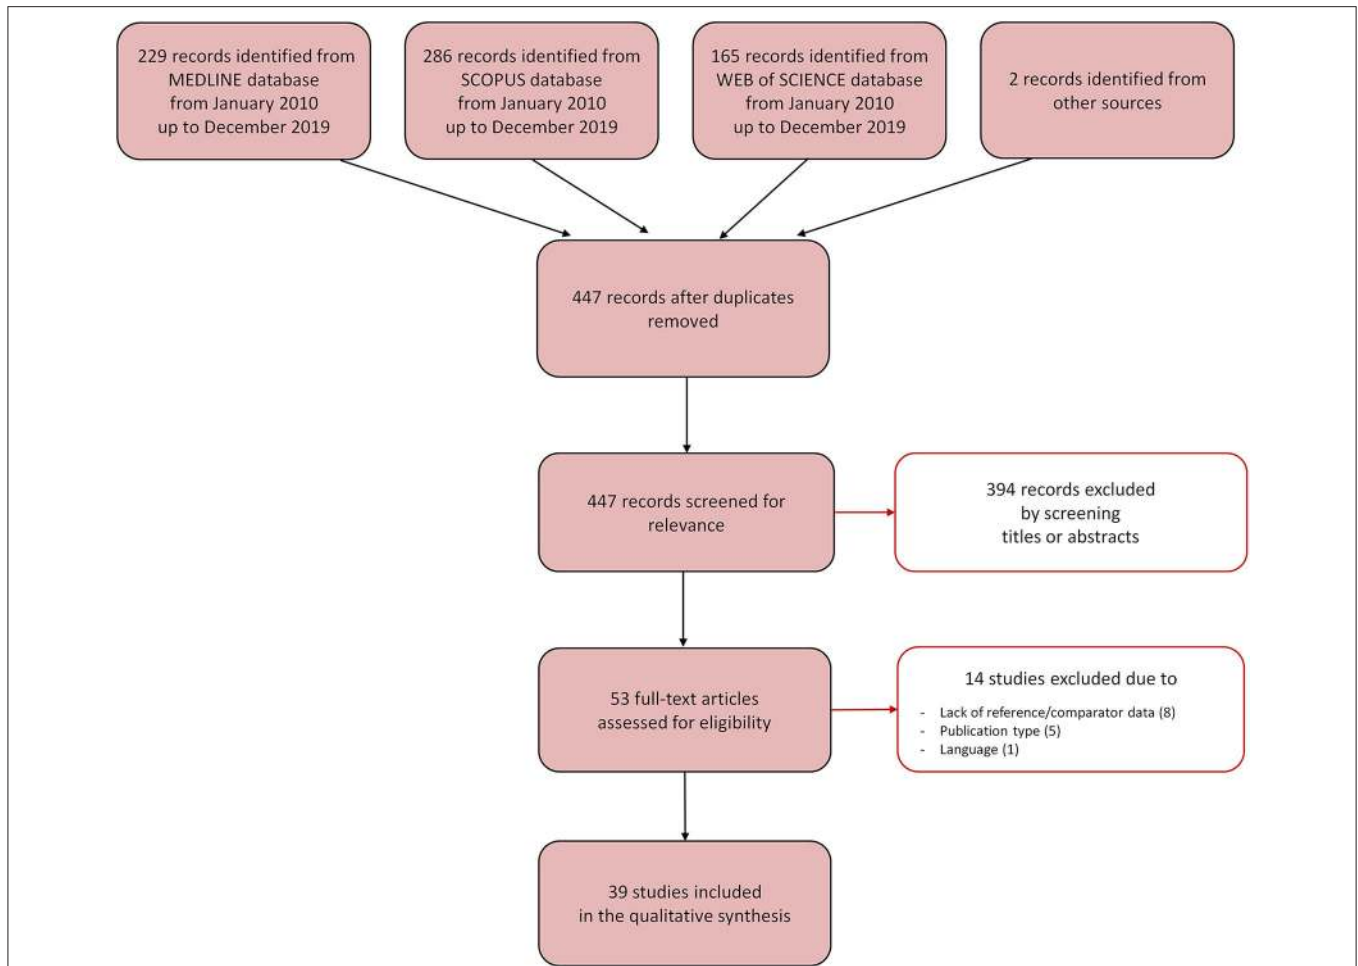 229 records identified from
MEDLINE database
from January 2010
up to December 2019
286 records identified from
SCOPUS database
from January 2010
up to December 2019
165 records identified from
WEB of SCIENCE database
from January 2010
up to December 2019
2 records identified from
other sources
447 records after duplicates
removed
447 records screened for
relevance
394 records excluded
by screening
titles or abstracts
53 full-text articles
assessed for eligibility
14 studies excluded due to
- Lack of reference/comparator data (8)
- Publication type (5)
- Language (1)
39 studies included
in the qualitative synthesis